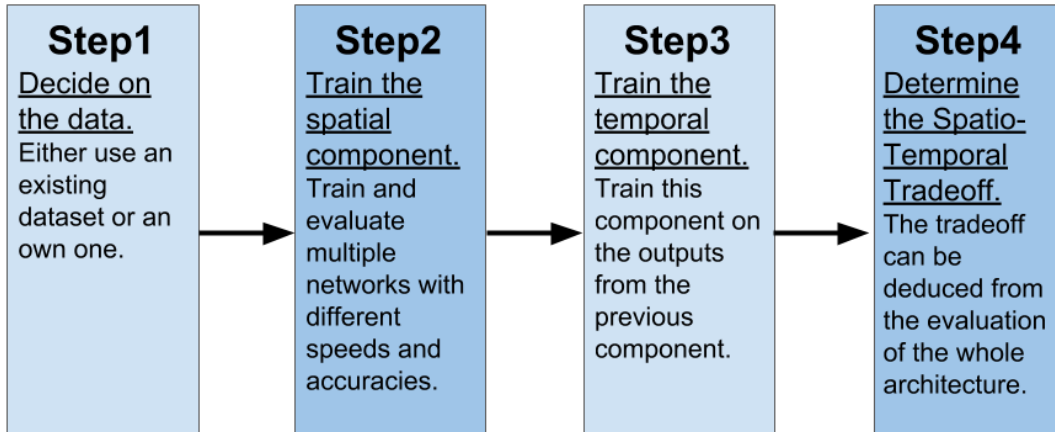 Step1
Decide on
the data.
Either use an
existing
dataset or an
own one.
Step2
Train the
spatial
component.
Train and
evaluate
multiple
networks with
different
speeds and
accuracies.
Step3
Train the
temporal
component.
Train this
component on
the outputs
from the
previous
component.
Step4
Determine
the Spatio-
Temporal
Tradeoff.
The tradeoff
can be
deduced from
the evaluation
of the whole
architecture.